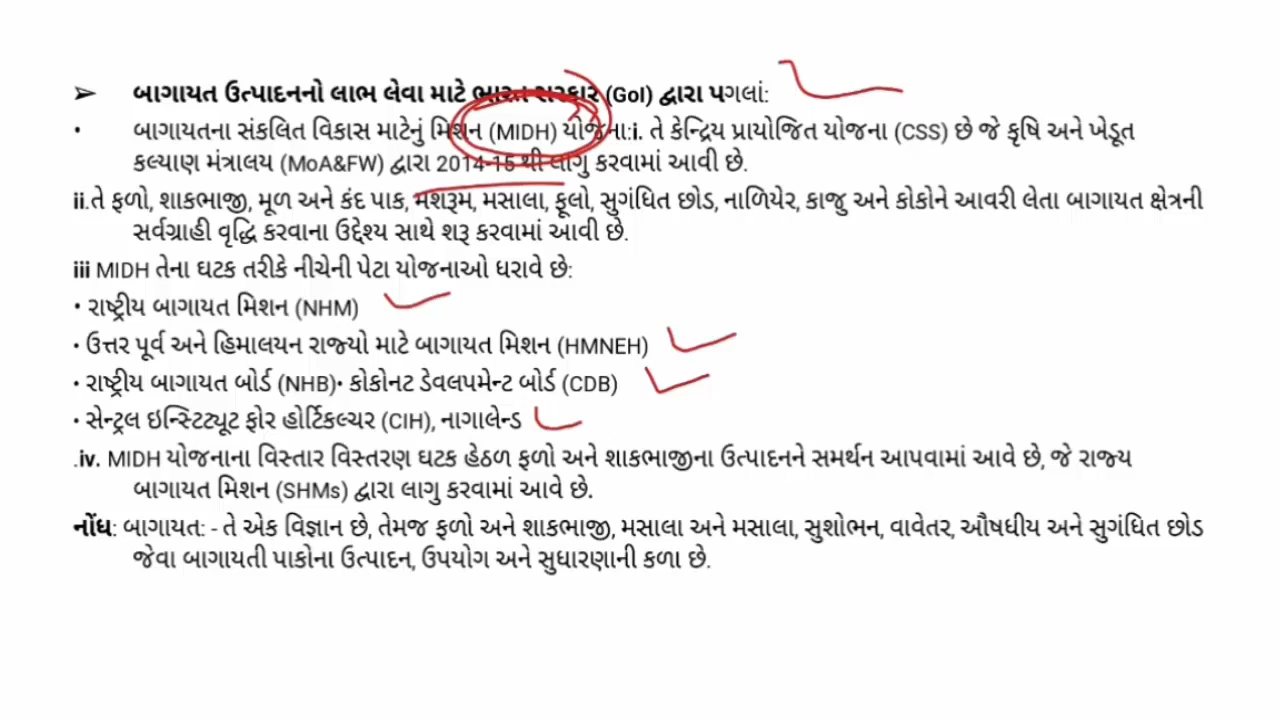 ➢ બાગાયત ઉત્પાદનનો લાભ લેવા માટે ભારત સરકાર (GoI) દ્વારા પગલાં:
• બાગાયતના સંકલિત વિકાસ માટેનું મિશન (MIDH) યોજના:i. તે કેન્દ્રિય પ્રાયોજિત યોજના (CSS) છે જે કૃષિ અને ખેડૂત
કલ્યાણ મંત્રાલય (MoA&FW) દ્વારા 2014-15 થી લાગુ કરવામાં આવી છે.
ii.તે ફળો, શાકભાજી, મૂળ અને કંદ પાક, મશરૂમ, મસાલા, ફૂલો, સુગંધિત છોડ, નાળિયેર, કાજુ અને કોકોને આવરી લેતા બાગાયત ક્ષેત્રની
સર્વગ્રાહી વૃદ્ધિ કરવાના ઉદ્દેશ્ય સાથે શરૂ કરવામાં આવી છે.
iii MIDH તેના ઘટક તરીકે નીચેની પેટા યોજનાઓ ધરાવે છે:
• રાષ્ટ્રીય બાગાયત મિશન (NHM)
• ઉત્તર પૂર્વ અને હિમાલયન રાજ્યો માટે બાગાયત મિશન (HMNEH)
• રાષ્ટ્રીય બાગાયત બોર્ડ (NHB)• કોકોનટ ડેવલપમેન્ટ બોર્ડ (CDB)
• સેન્ટ્રલ ઇન્સ્ટિટ્યૂટ ફોર હોર્ટિકલ્ચર (CIH), નાગાલેન્ડ
.iv. MIDH યોજનાના વિસ્તાર વિસ્તરણ ઘટક હેઠળ ફળો અને શાકભાજીના ઉત્પાદનને સમર્થન આપવામાં આવે છે, જે રાજ્ય
બાગાયત મિશન (SHMs) દ્વારા લાગુ કરવામાં આવે છે.
નોંધ: બાગાયત: - તે એક વિજ્ઞાન છે, તેમજ ફળો અને શાકભાજી, મસાલા અને મસાલા, સુશોભન, વાવેતર, ઔષધીય અને સુગંધિત છોડ
જેવા બાગાયતી પાકોના ઉત્પાદન, ઉપયોગ અને સુધારણાની કળા છે.